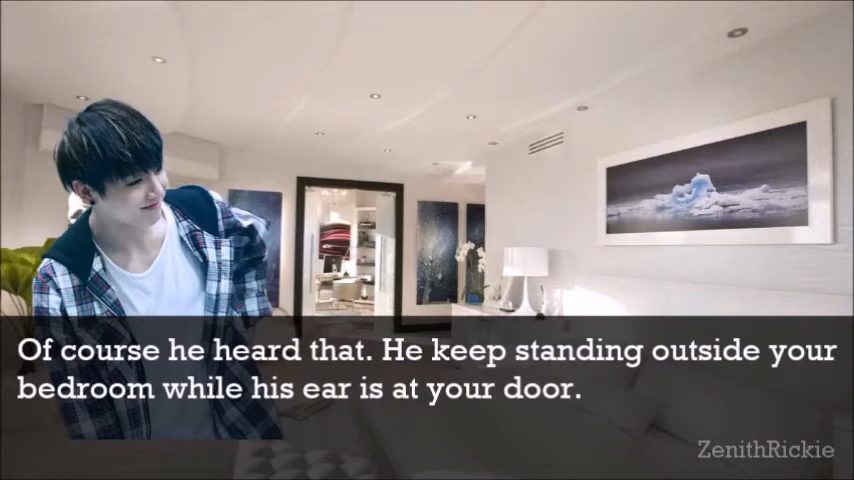 Of course he heard that. He keep standing outside your
bedroom while his ear is at your door.
ZenithRickie